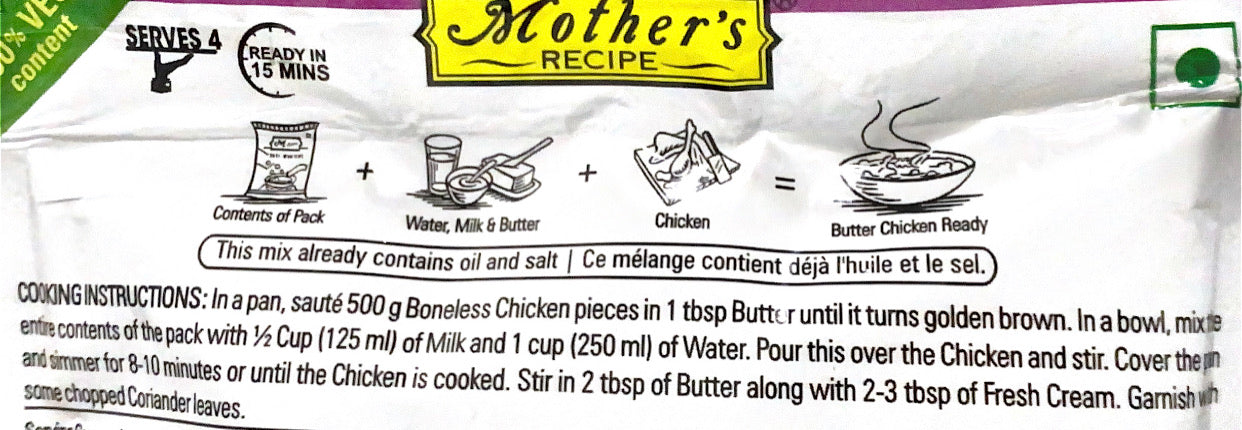 0% VE
content
SERVES 4
READY IN
15 MINS
Mother's
RECIPE
Contents of Pack
+
Water, Milk & Butter
+
Chicken
=
Butter Chicken Ready
This mix already contains oil and salt | Ce mélange contient déjà l'huile et le sel.
COOKING INSTRUCTIONS: In a pan, sauté 500 g Boneless Chicken pieces in 1 tbsp Butter until it turns golden brown. In a bowl, mix the
entire contents of the pack with ½ Cup (125 ml) of Milk and 1 cup (250 ml) of Water. Pour this over the Chicken and stir. Cover the pan
and simmer for 8-10 minutes or until the Chicken is cooked. Stir in 2 tbsp of Butter along with 2-3 tbsp of Fresh Cream. Garnish with
some chopped Coriander leaves.